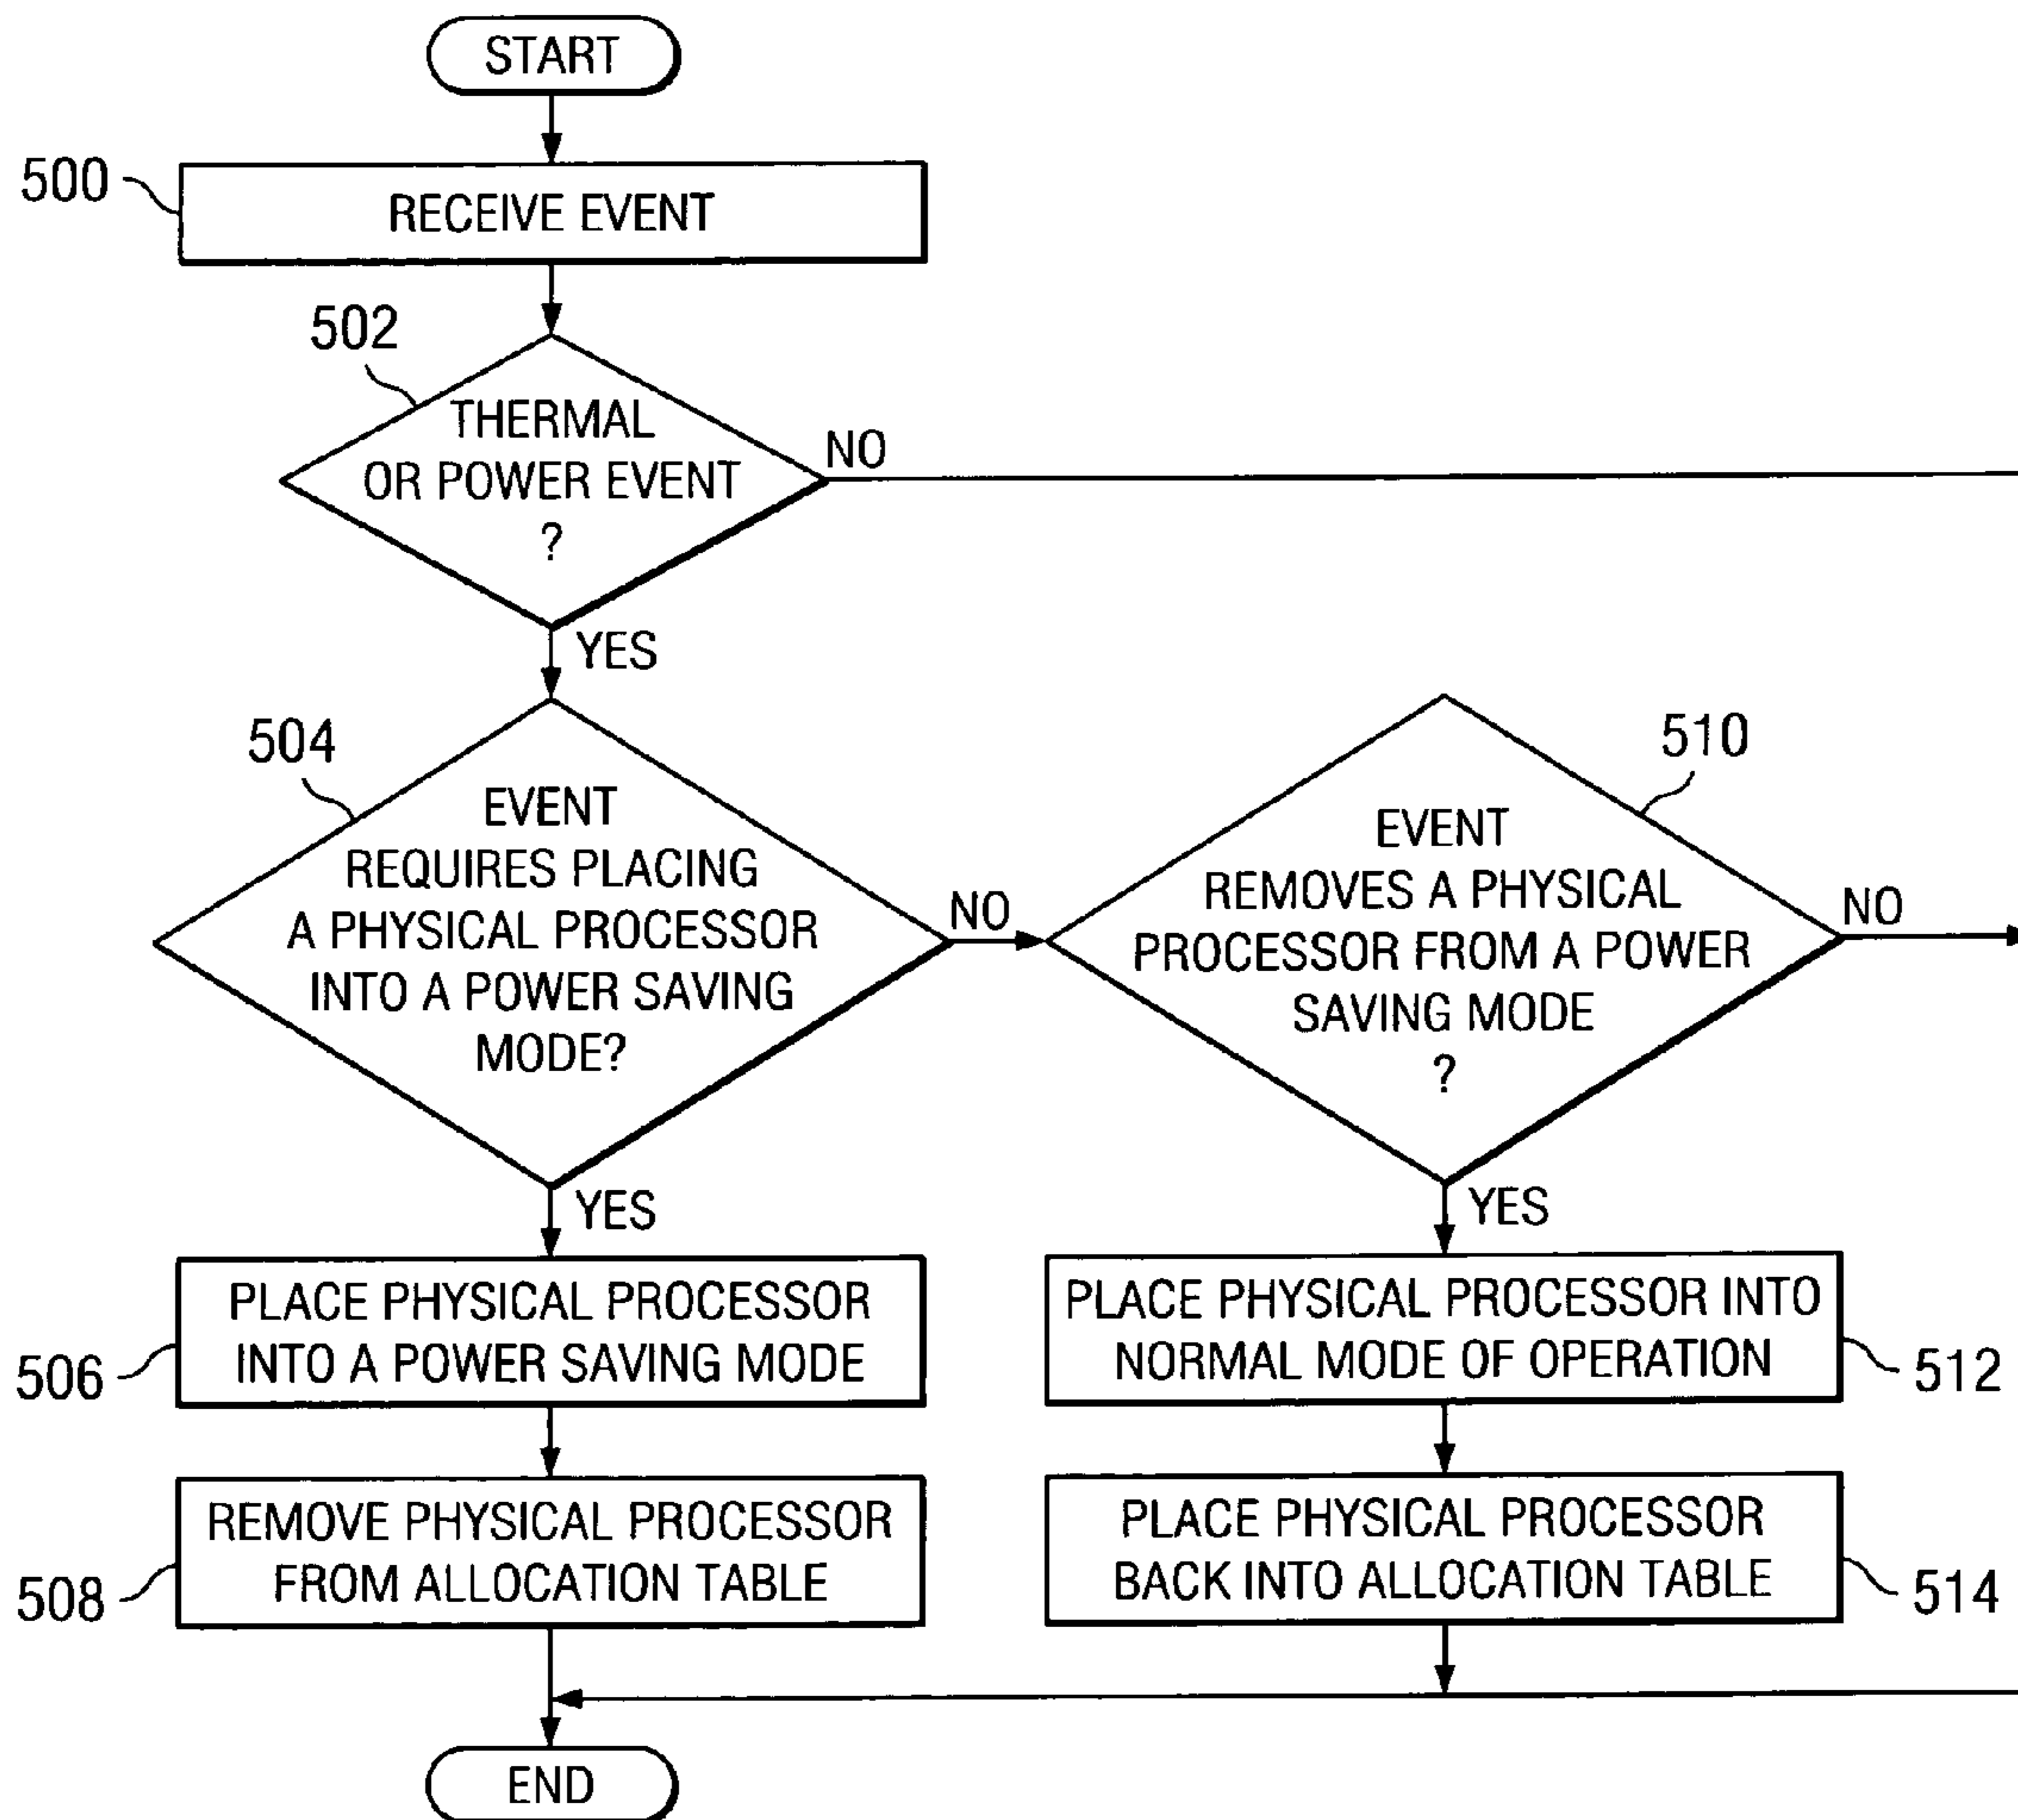 START
500
RECEIVE EVENT
502
THERMAL
OR POWER EVENT
?
NO
YES
504
EVENT
REQUIRES PLACING
A PHYSICAL PROCESSOR
INTO A POWER SAVING
MODE?
NO
YES
510
EVENT
REMOVES A PHYSICAL
PROCESSOR FROM A POWER
SAVING MODE
?
NO
YES
506
PLACE PHYSICAL PROCESSOR
INTO A POWER SAVING MODE
PLACE PHYSICAL PROCESSOR INTO
NORMAL MODE OF OPERATION
512
508
REMOVE PHYSICAL PROCESSOR
FROM ALLOCATION TABLE
PLACE PHYSICAL PROCESSOR
BACK INTO ALLOCATION TABLE
514
END